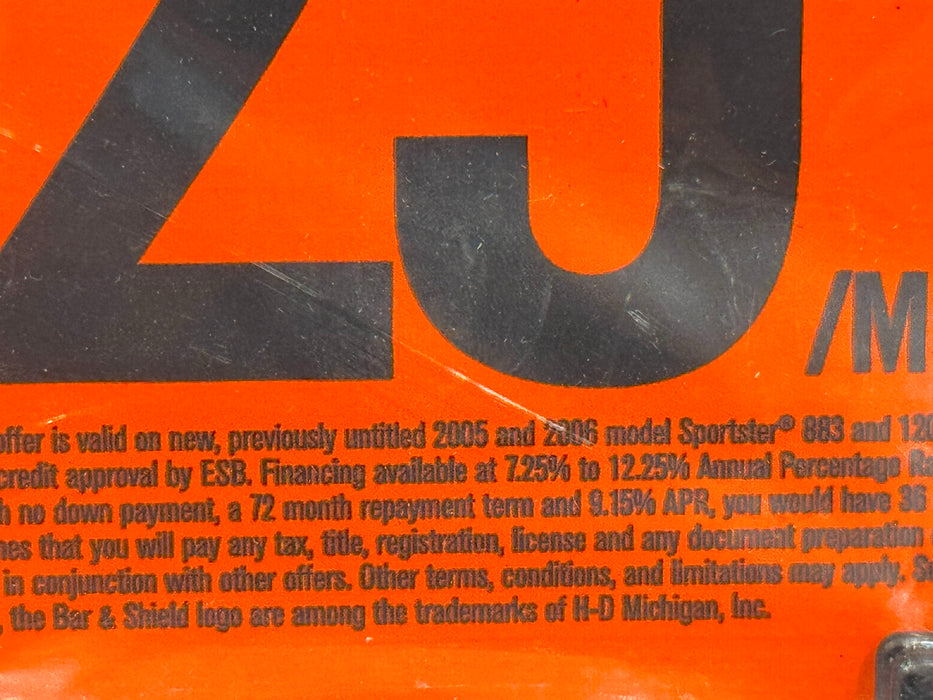 2
/M
offer is valid on new, previously untitled 2005 and 2006 model Sportster® 883 and 120
credit approval by ESB. Financing available at 7.25% to 12.25% Annual Percentage Ra
h no down payment, a 72 month repayment term and 9.15% APR, you would have 36
nes that you will pay any tax, title, registration, license and any document preparation
in conjunction with other offers. Other terms, conditions, and limitations may apply. S
, the Bar & Shield logo are among the trademarks of H-D Michigan, Inc.